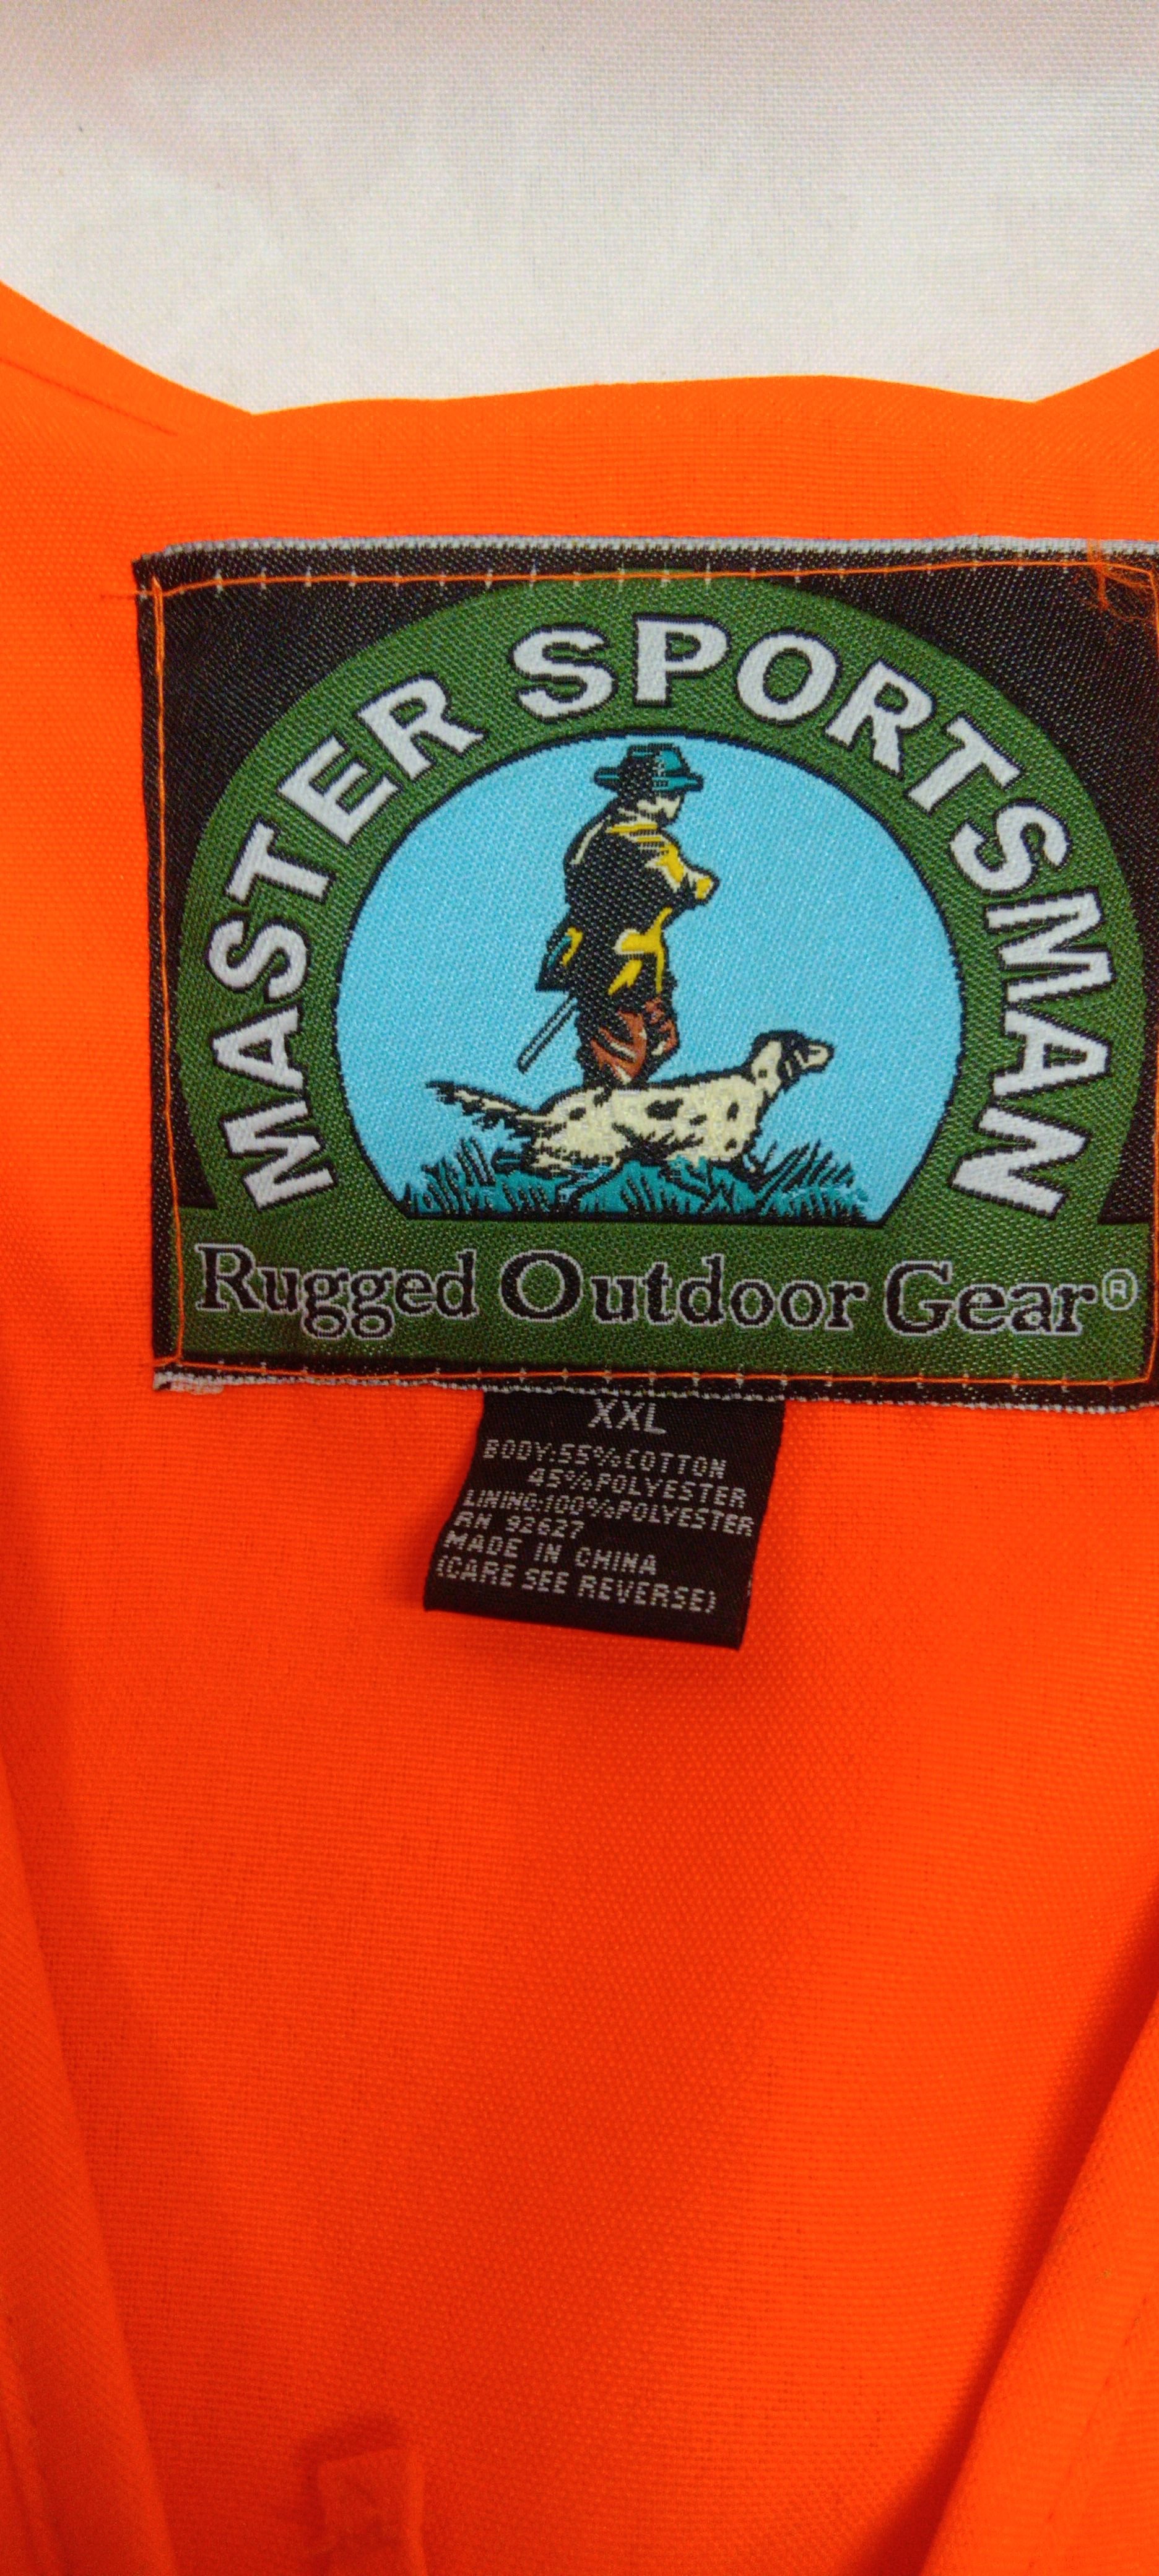 MASTER SPORTSMAN
Rugged Outdoor Gear®
XXL
BODY:55%COTTON
45%POLYESTER
LINING:100%POLYESTER
RN 92627
MADE IN CHINA
(CARE SEE REVERSE)